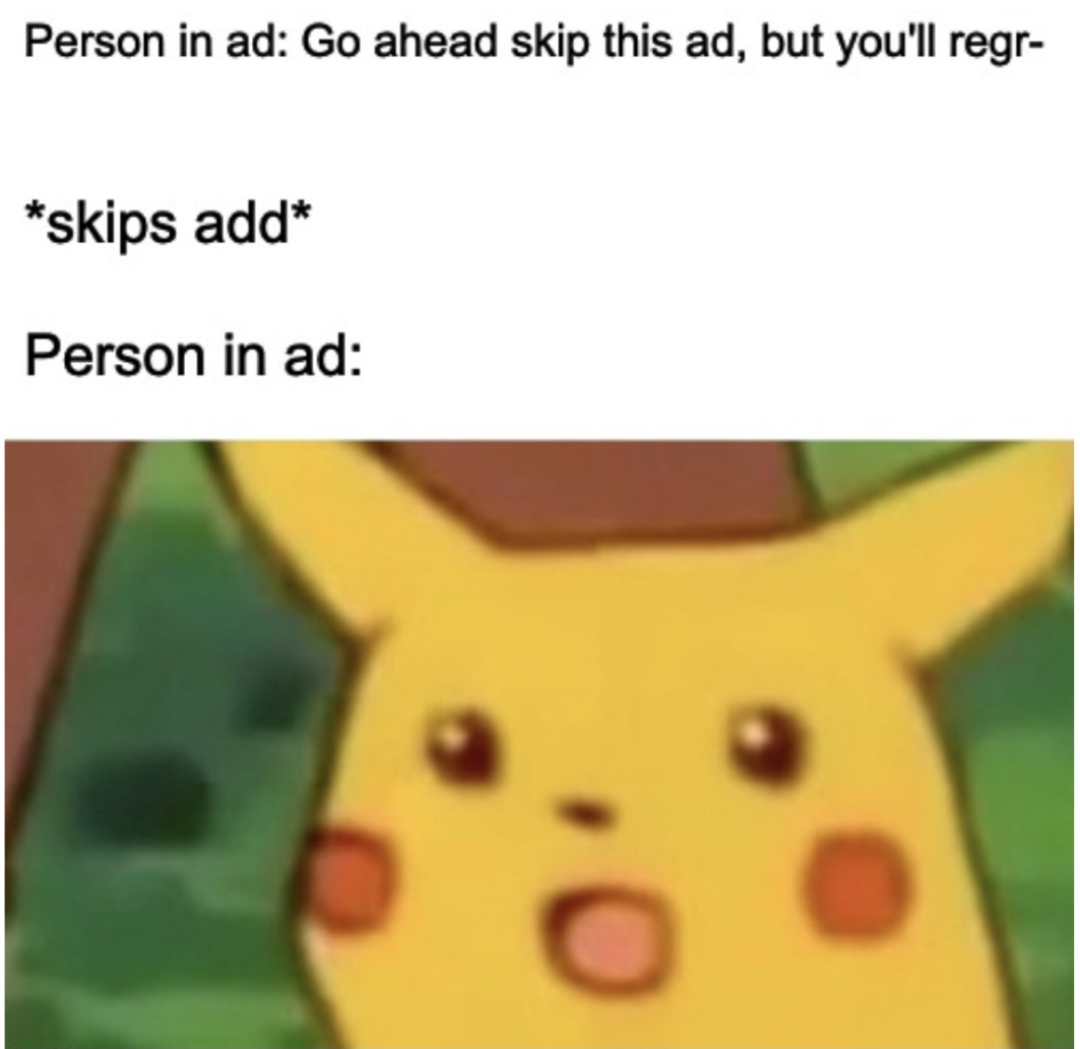 Person in ad: Go ahead skip this ad, but you'll regr-
*skips add*
Person in ad: